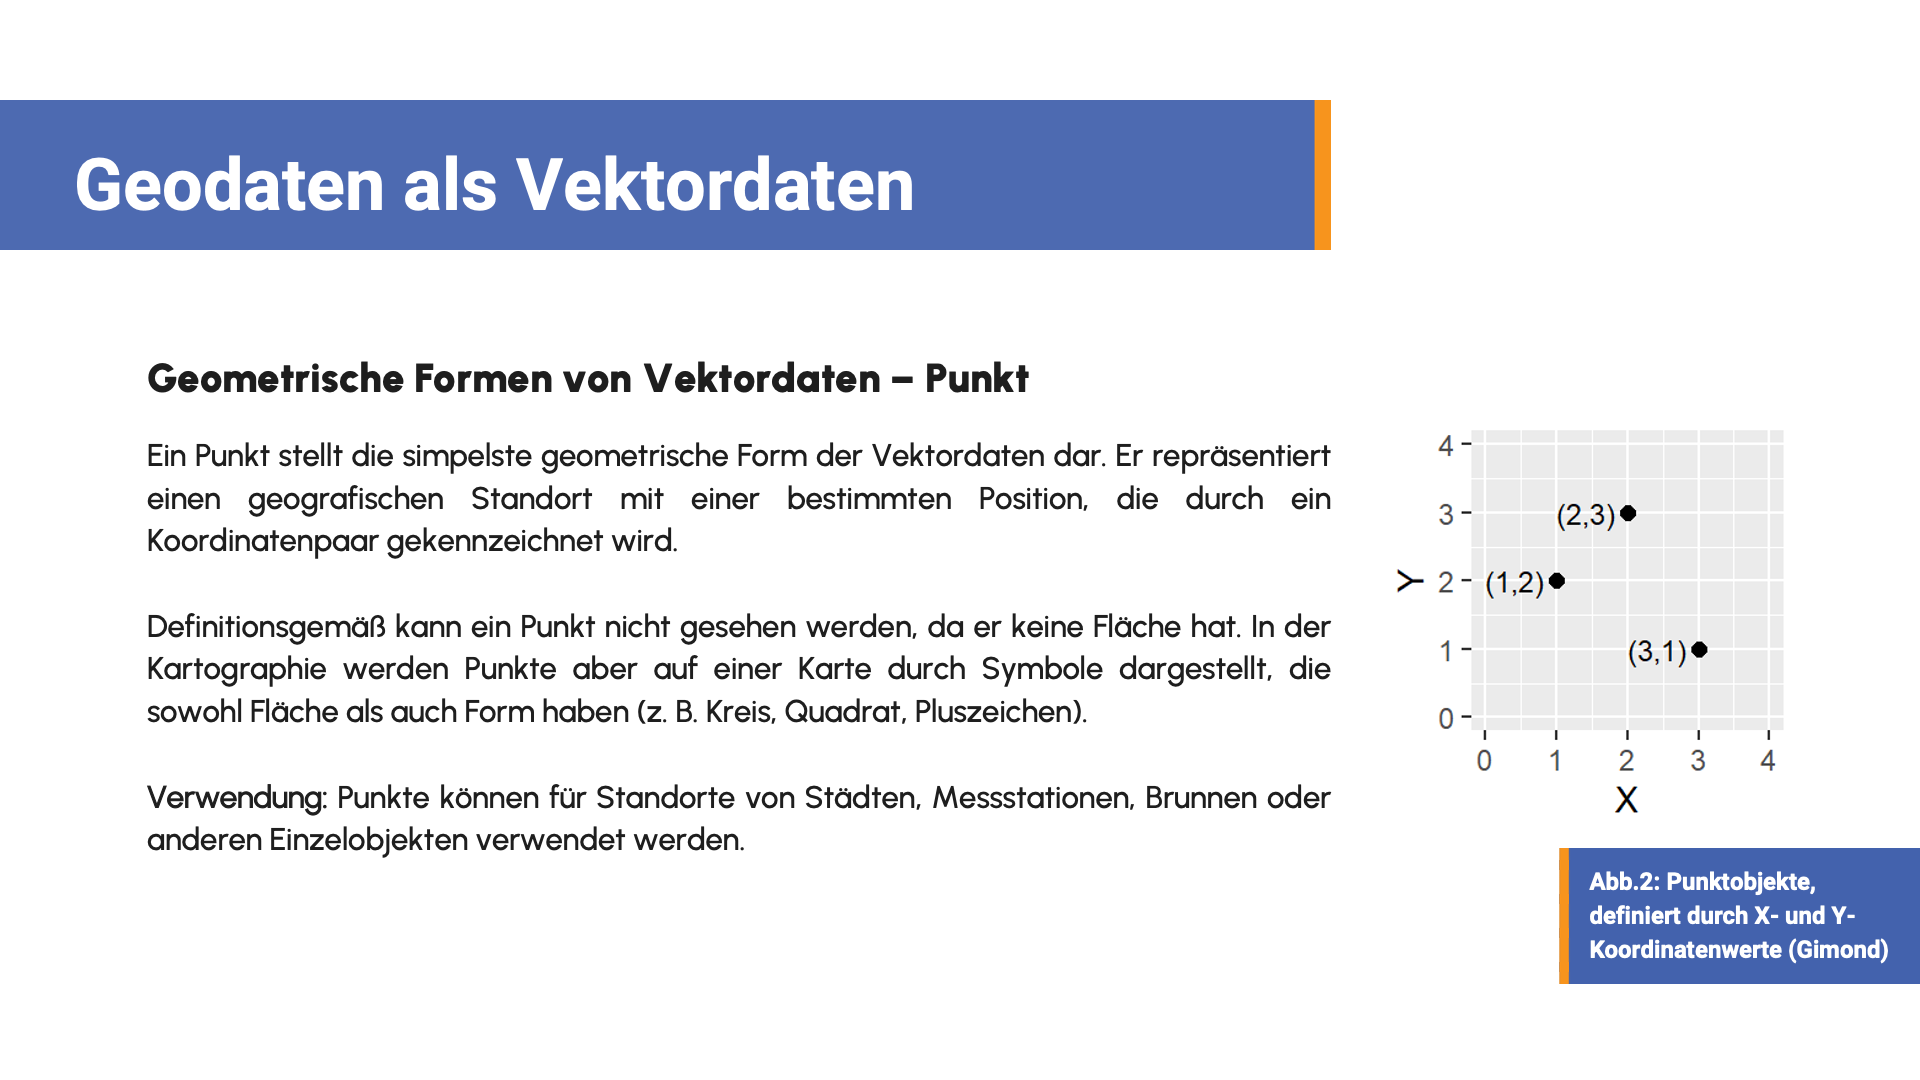 Geodaten als Vektordaten
Geometrische Formen von Vektordaten – Punkt
Ein Punkt stellt die simpelste geometrische Form der Vektordaten dar. Er repräsentiert
einen geografischen Standort mit einer bestimmten Position, die durch ein
Koordinatenpaar gekennzeichnet wird.
Definitionsgemäß kann ein Punkt nicht gesehen werden, da er keine Fläche hat. In der
Kartographie werden Punkte aber auf einer Karte durch Symbole dargestellt, die
sowohl Fläche als auch Form haben (z. B. Kreis, Quadrat, Pluszeichen).
Verwendung: Punkte können für Standorte von Städten, Messstationen, Brunnen oder
anderen Einzelobjekten verwendet werden.
4
3
(2,3)
Y
2
(1,2)
1
(3,1)
0
0 1 2 3 4
X
Abb.2: Punktobjekte,
definiert durch X- und Y-
Koordinatenwerte (Gimond)